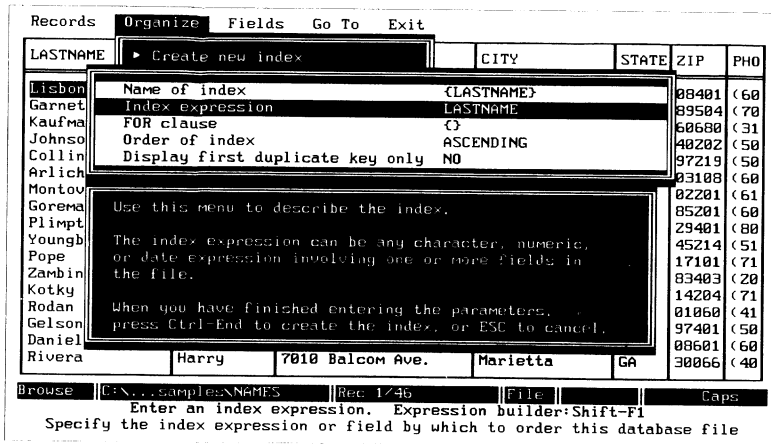 Records Organize Fields Go To Exit
LASTNAME ► Create new index CITY STATE ZIP PHO
Lisbon Name of index {LASTNAME} 08401 (60
Garnet Index expression LASTNAME 89504 (70
Kaufma FOR clause {} 60680 (31
Johnso Order of index ASCENDING 40202 (50
Collin Display first duplicate key only NO 97219 (50
Arlich 03108 (60
Montov 02201 (61
Gorema Use this menu to describe the index. 85201 (60
Plimpt 29401 (80
Youngb The index expression can be any character, numeric, 45214 (51
Pope or date expression involving one or more fields in 17101 (71
Zambin the file. 83403 (20
Kotky 14204 (71
Rodan When you have finished entering the parameters, 01060 (41
Gelson press Ctrl-End to create the index, or ESC to cancel. 97401 (50
Daniel 08601 (60
Rivera Harry 7010 Balcom Ave. Marietta GA 30066 (40
Browse C:\...samples\NAMES Rec 1/46 File Caps
Enter an index expression. Expression builder:Shift-F1
Specify the index expression or field by which to order this database file